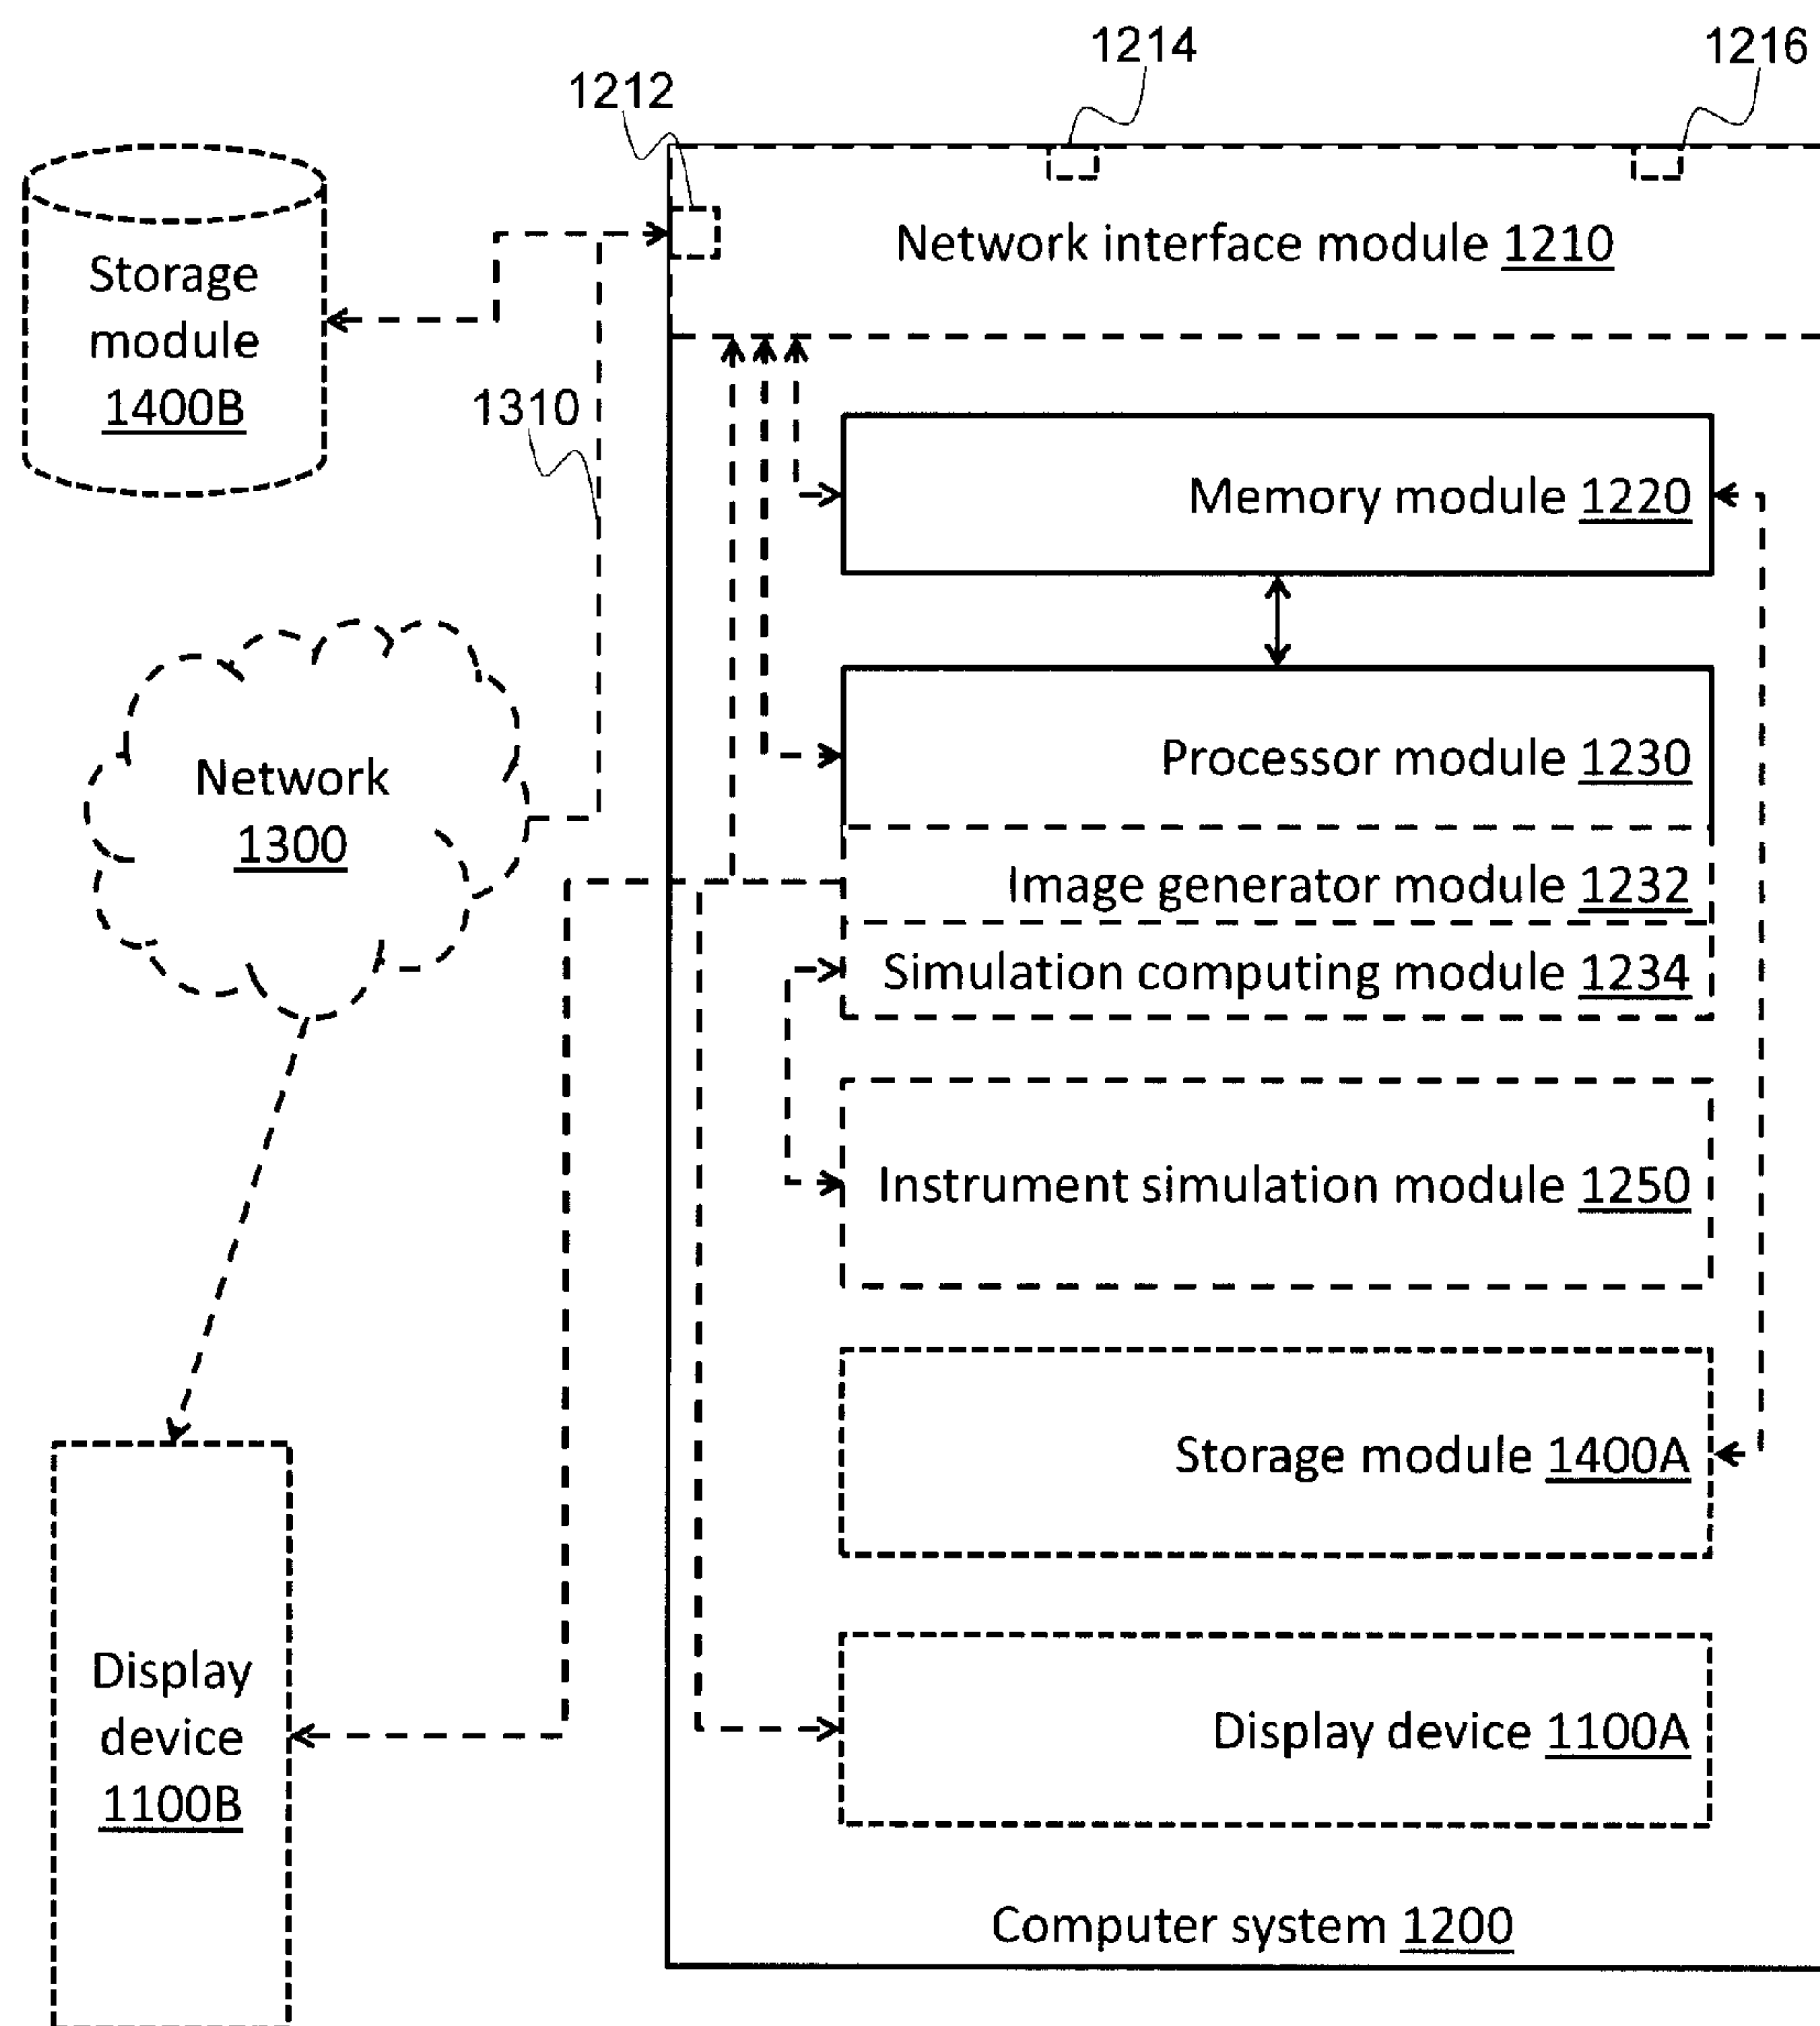 1214
1216
1212
Network interface module 1210
Storage
module
1400B
1310
Memory module 1220
Processor module 1230
Network
1300
Image generator module 1232
Simulation computing module 1234
Instrument simulation module 1250
Storage module 1400A
Display
device
1100B
Display device 1100A
Computer system 1200